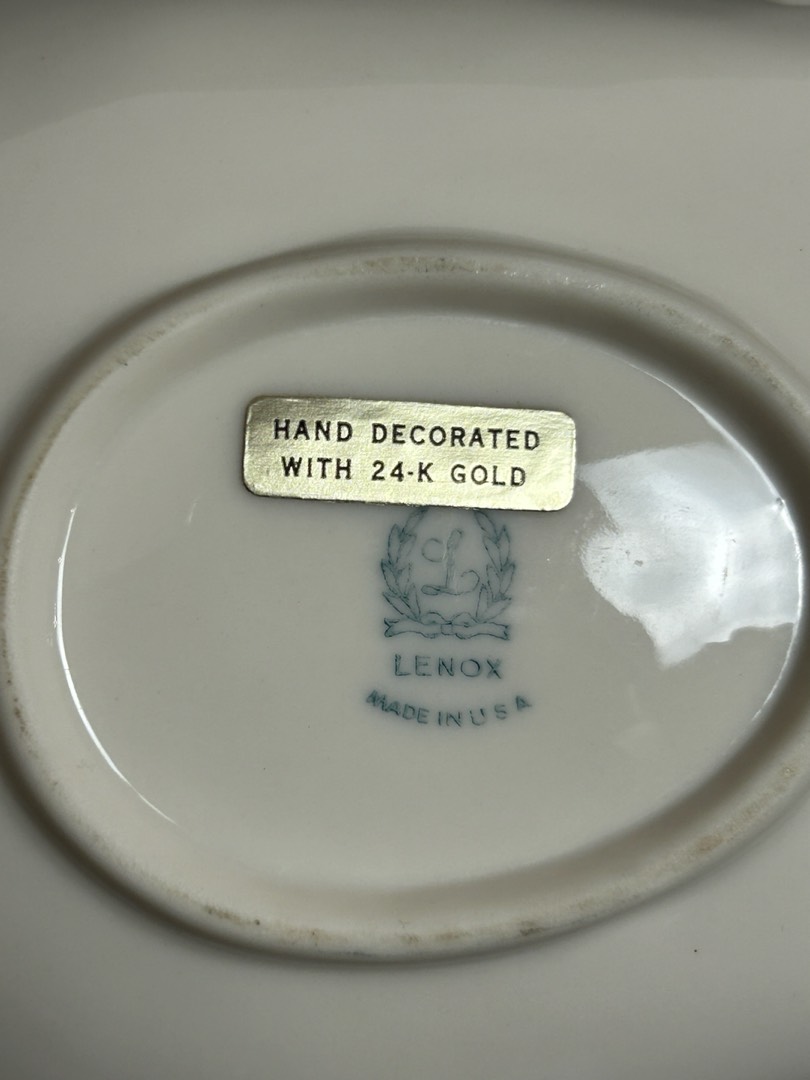 HAND DECORATED
WITH 24-K GOLD
L
LENOX
MADE IN U S A